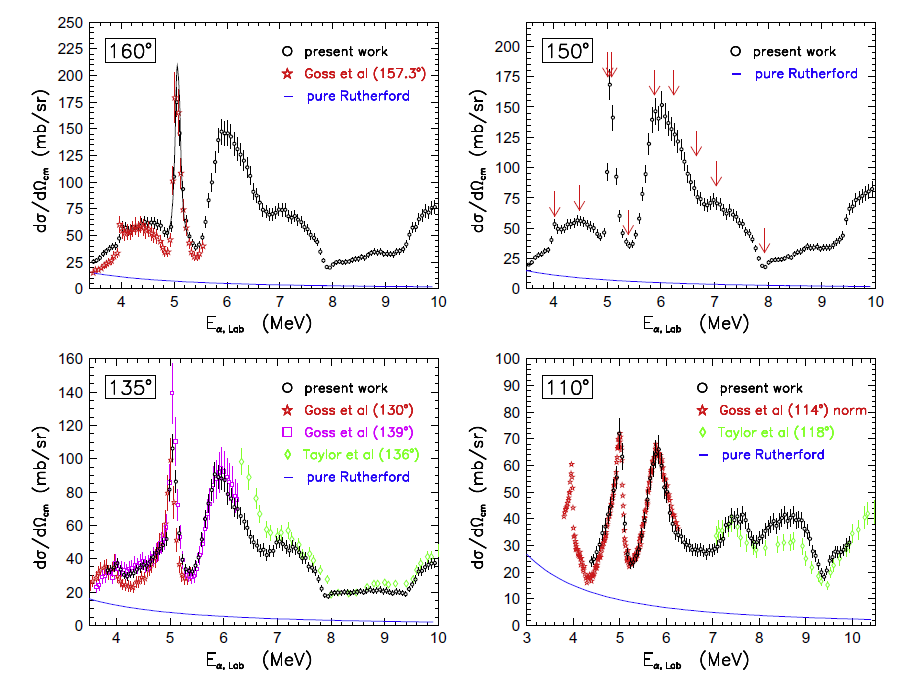 160°
present work
Goss et al (157.3°)
pure Rutherford
dσ/dΩcm (mb/sr)
250
225
200
175
150
125
100
75
50
25
0
4 5 6 7 8 9 10
Eα, Lab (MeV)
150°
present work
pure Rutherford
dσ/dΩcm (mb/sr)
200
175
150
125
100
75
50
25
0
4 5 6 7 8 9 10
Eα, Lab (MeV)
135°
present work
Goss et al (130°)
Goss et al (139°)
Taylor et al (136°)
pure Rutherford
dσ/dΩcm (mb/sr)
160
140
120
100
80
60
40
20
0
4 5 6 7 8 9 10
Eα, Lab (MeV)
110°
present work
Goss et al (114°) norm
Taylor et al (118°)
pure Rutherford
dσ/dΩcm (mb/sr)
100
90
80
70
60
50
40
30
20
10
0
3 4 5 6 7 8 9 10
Eα, Lab (MeV)